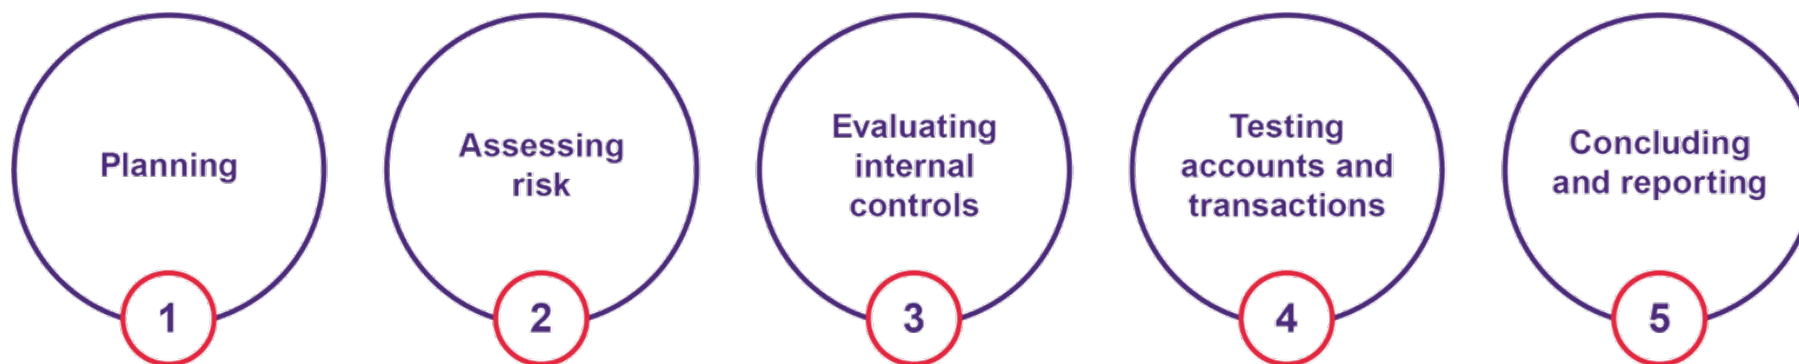 Planning
1
Assessing
risk
2
Evaluating
internal
controls
3
Testing
accounts and
transactions
4
Concluding
and reporting
5